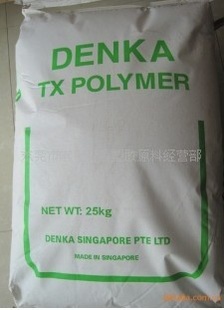 DENKA
TX POLYMER
NET WT: 25kg
DENKA SINGAPORE PTE LTD
MADE IN SINGAPORE